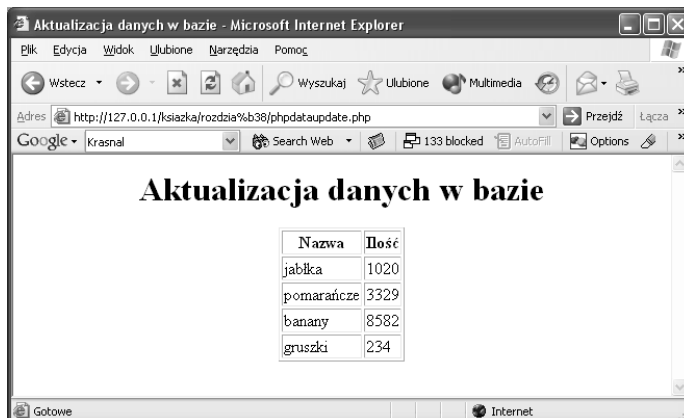 Aktualizacja danych w bazie - Microsoft Internet Explorer
Plik Edycja Widok Ulubione Narzędzia Pomoc
Wstecz Wyszukaj Ulubione Multimedia »
Adres http://127.0.0.1/ksiazka/rozdzia%b38/phpdataupdate.php Przejdź Łącza »
Google Krasnal Search Web 133 blocked AutoFill Options »
Aktualizacja danych w bazie
Nazwa Ilość
jabłka 1020
pomarańcze 3329
banany 8582
gruszki 234
Gotowe Internet